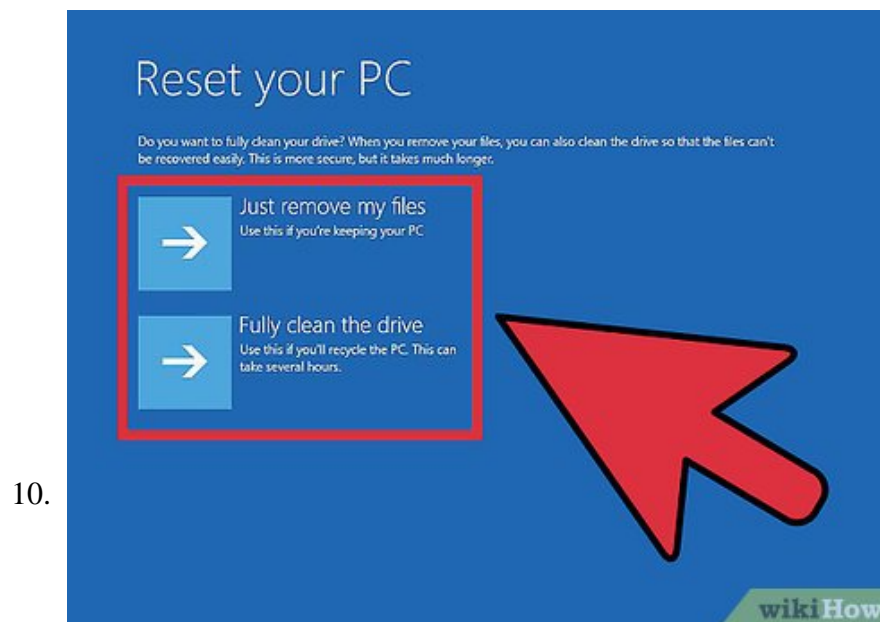 Reset your PC
Do you want to fully clean your drive? When you remove your files, you can also clean the drive so that the files can't
be recovered easily. This is more secure, but it takes much longer.
Just remove my files
Use this if you're keeping your PC
Fully clean the drive
Use this if you'll recycle the PC. This can
take several hours.
10.
wikiHow